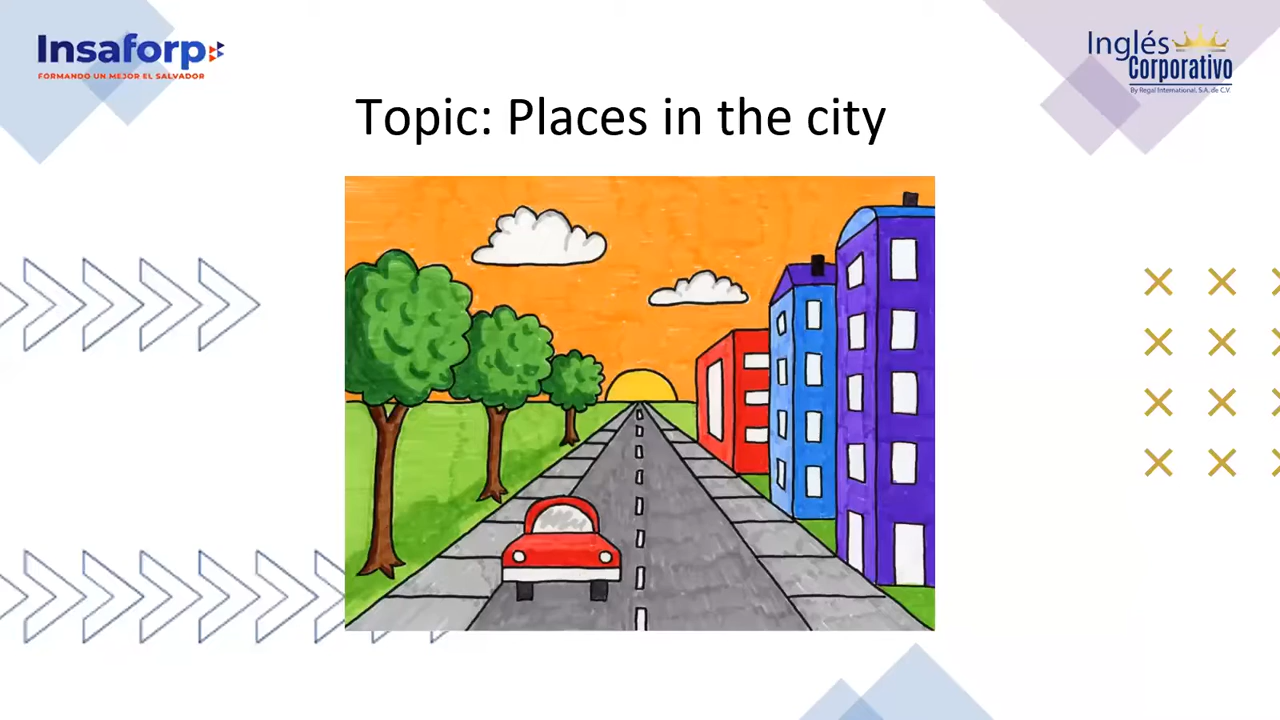 Insaforp
FORMANDO UN MEJOR EL SALVADOR
Inglés
Corporativo
By Regal International, S.A. de C.V.
Topic: Places in the city